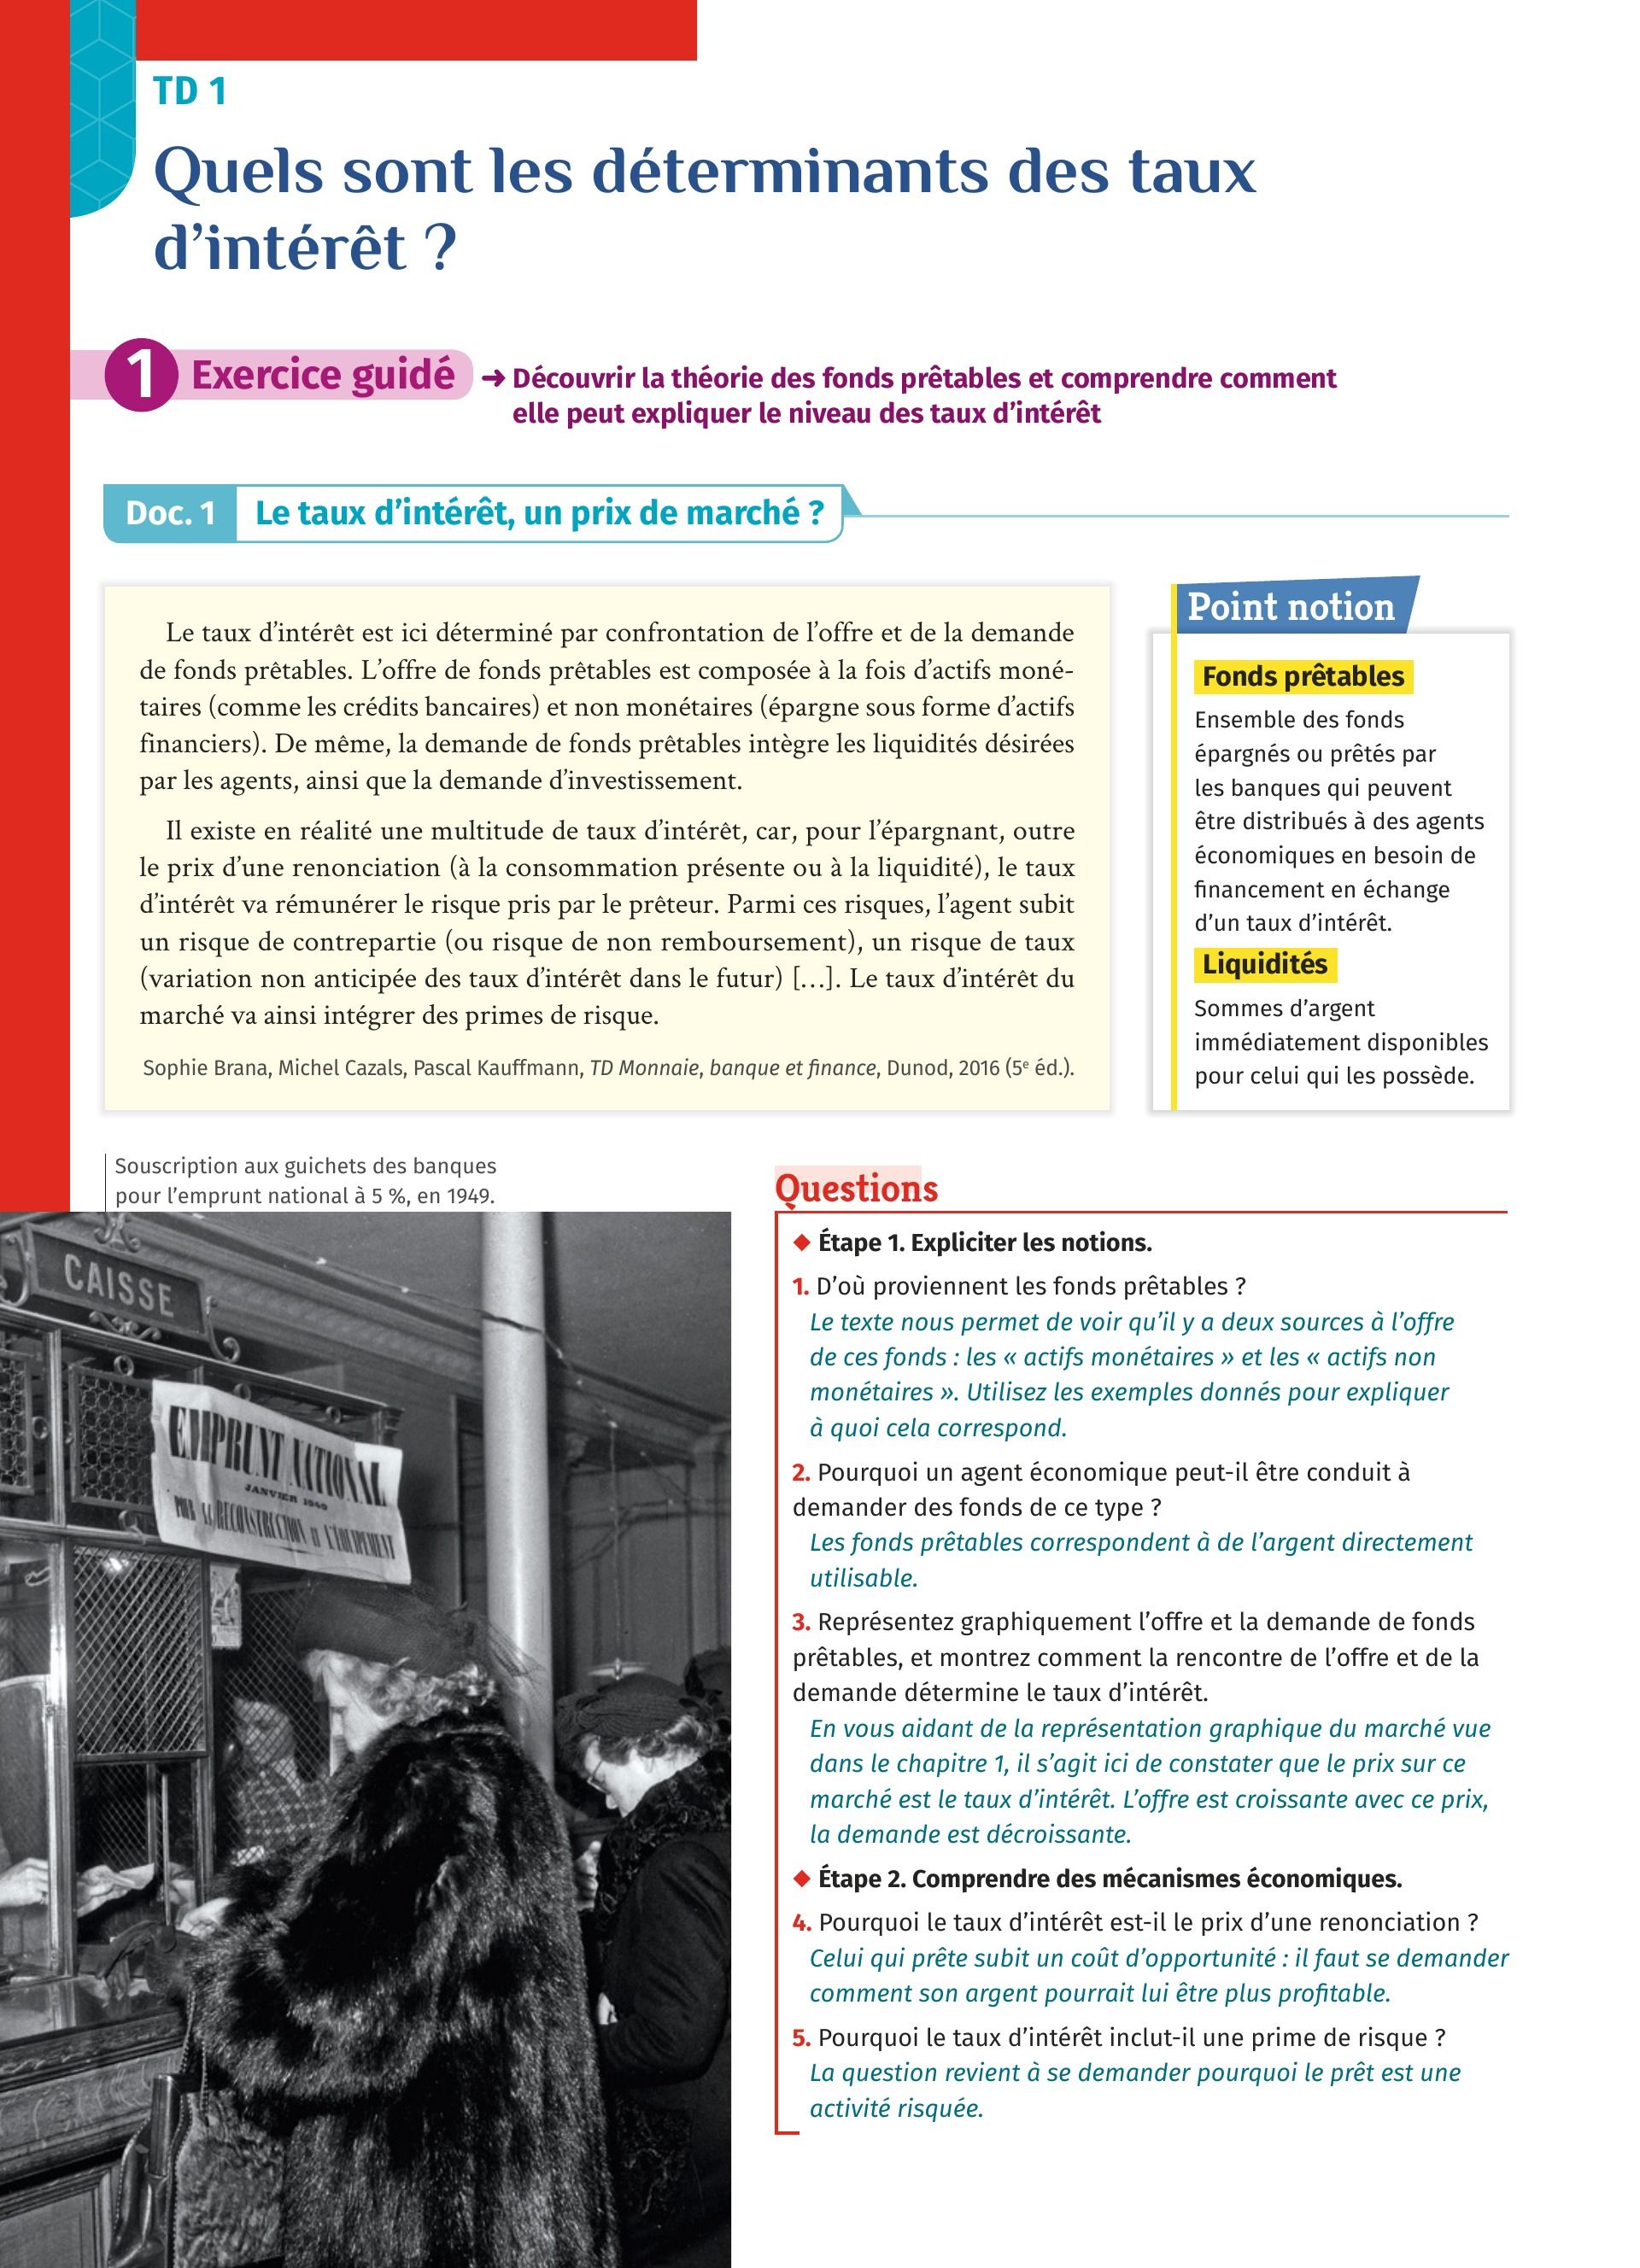 TD 1
Quels sont les déterminants des taux
d’intérêt ?
1 Exercice guidé ➜ Découvrir la théorie des fonds prêtables et comprendre comment
elle peut expliquer le niveau des taux d’intérêt
Doc. 1 Le taux d’intérêt, un prix de marché ?
Le taux d’intérêt est ici déterminé par confrontation de l’offre et de la demande
de fonds prêtables. L’offre de fonds prêtables est composée à la fois d’actifs moné-
taires (comme les crédits bancaires) et non monétaires (épargne sous forme d’actifs
financiers). De même, la demande de fonds prêtables intègre les liquidités désirées
par les agents, ainsi que la demande d’investissement.
Il existe en réalité une multitude de taux d’intérêt, car, pour l’épargnant, outre
le prix d’une renonciation (à la consommation présente ou à la liquidité), le taux
d’intérêt va rémunérer le risque pris par le prêteur. Parmi ces risques, l’agent subit
un risque de contrepartie (ou risque de non remboursement), un risque de taux
(variation non anticipée des taux d’intérêt dans le futur) […]. Le taux d’intérêt du
marché va ainsi intégrer des primes de risque.
Sophie Brana, Michel Cazals, Pascal Kauffmann, TD Monnaie, banque et finance, Dunod, 2016 (5e éd.).
Point notion
Fonds prêtables
Ensemble des fonds
épargnés ou prêtés par
les banques qui peuvent
être distribués à des agents
économiques en besoin de
financement en échange
d’un taux d’intérêt.
Liquidités
Sommes d’argent
immédiatement disponibles
pour celui qui les possède.
Souscription aux guichets des banques
pour l’emprunt national à 5 %, en 1949.
CAISSE
EMPRUNT NATIONAL
JANVIER 1949
POUR LA RECONSTRUCTION ET L’ÉQUIPEMENT
Questions
◆ Étape 1. Expliciter les notions.
1. D’où proviennent les fonds prêtables ?
Le texte nous permet de voir qu’il y a deux sources à l’offre
de ces fonds : les « actifs monétaires » et les « actifs non
monétaires ». Utilisez les exemples donnés pour expliquer
à quoi cela correspond.
2. Pourquoi un agent économique peut-il être conduit à
demander des fonds de ce type ?
Les fonds prêtables correspondent à de l’argent directement
utilisable.
3. Représentez graphiquement l’offre et la demande de fonds
prêtables, et montrez comment la rencontre de l’offre et de la
demande détermine le taux d’intérêt.
En vous aidant de la représentation graphique du marché vue
dans le chapitre 1, il s’agit ici de constater que le prix sur ce
marché est le taux d’intérêt. L’offre est croissante avec ce prix,
la demande est décroissante.
◆ Étape 2. Comprendre des mécanismes économiques.
4. Pourquoi le taux d’intérêt est-il le prix d’une renonciation ?
Celui qui prête subit un coût d’opportunité : il faut se demander
comment son argent pourrait lui être plus profitable.
5. Pourquoi le taux d’intérêt inclut-il une prime de risque ?
La question revient à se demander pourquoi le prêt est une
activité risquée.